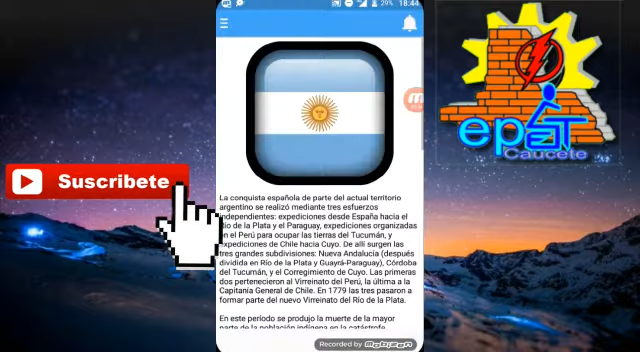 29% 18:44
Suscribete
epet
Caucete
La conquista española de parte del actual territorio
argentino se realizó mediante tres esfuerzos
independientes: expediciones desde España hacia el
Río de la Plata y el Paraguay, expediciones organizadas
en el Perú para ocupar las tierras del Tucumán, y
expediciones de Chile hacia Cuyo. De allí surgen las
tres grandes subdivisiones: Nueva Andalucía (después
dividida en Río de la Plata y Guayrá-Paraguay), Córdoba
del Tucumán, y el Corregimiento de Cuyo. Las primeras
dos pertenecieron al Virreinato del Perú, la última a la
Capitanía General de Chile. En 1779 las tres pasaron a
formar parte del nuevo Virreinato del Río de la Plata.
En este período se produjo la muerte de la mayor
parte de la población indígena en la catástrofe
Recorded by Mobizen